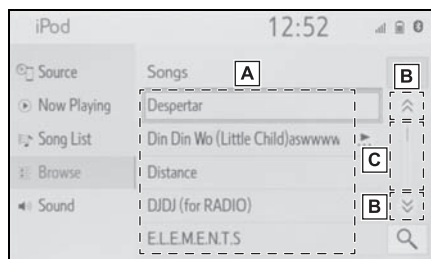 iPod 12:52
Source Songs A B
Now Playing Despertar
Song List Din Din Wo (Little Child)aswwww C
Browse Distance
Sound DJDJ (for RADIO) B
E.L.E.M.E.N.T.S